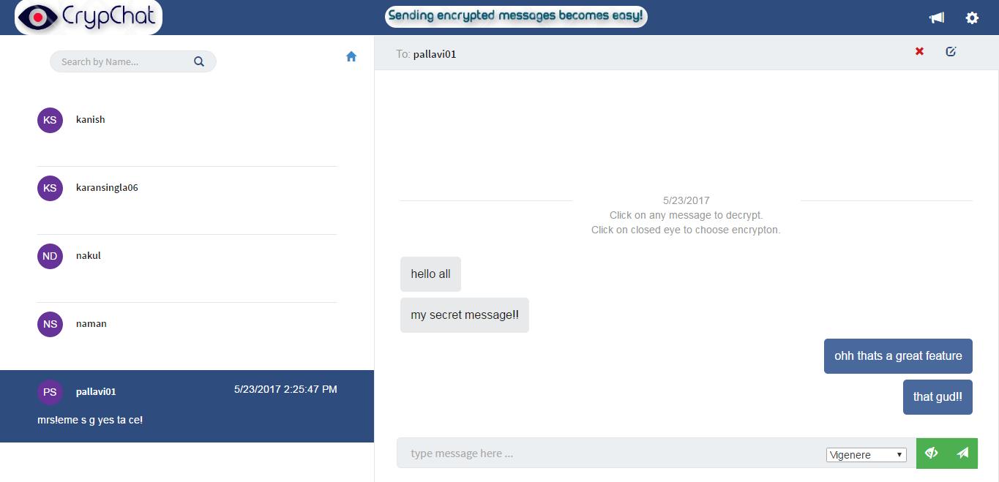 CrypChat
Sending encrypted messages becomes easy!
Search by Name...
KS kanish
KS karansingla06
ND nakul
NS naman
PS pallavi01 5/23/2017 2:25:47 PM
mrs!eme s g yes ta ce!
To: pallavi01
5/23/2017
Click on any message to decrypt.
Click on closed eye to choose encrypton.
hello all
my secret message!!
ohh thats a great feature
that gud!!
type message here ...
Vigenere